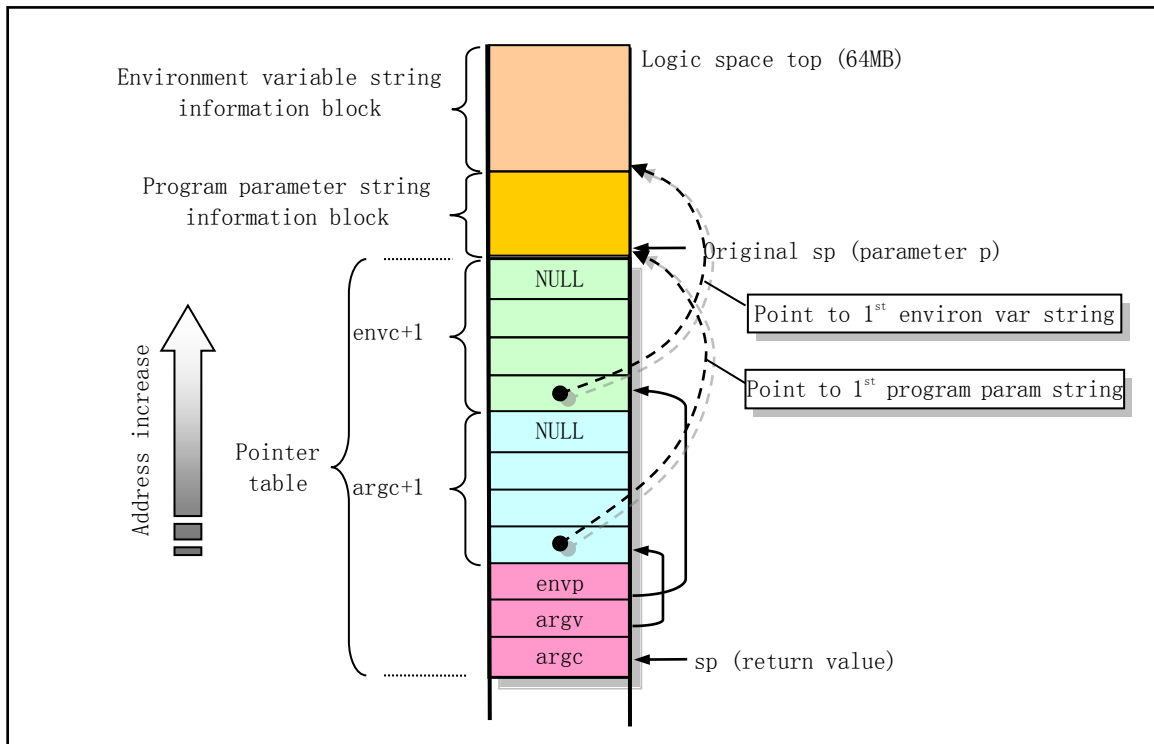 Logic space top (64MB)
Environment variable string
information block
Program parameter string
information block
Original sp (parameter p)
NULL
Point to 1st environ var string
envc+1
Address increase
Point to 1st program param string
NULL
Pointer
table
argc+1
envp
argv
argc
sp (return value)